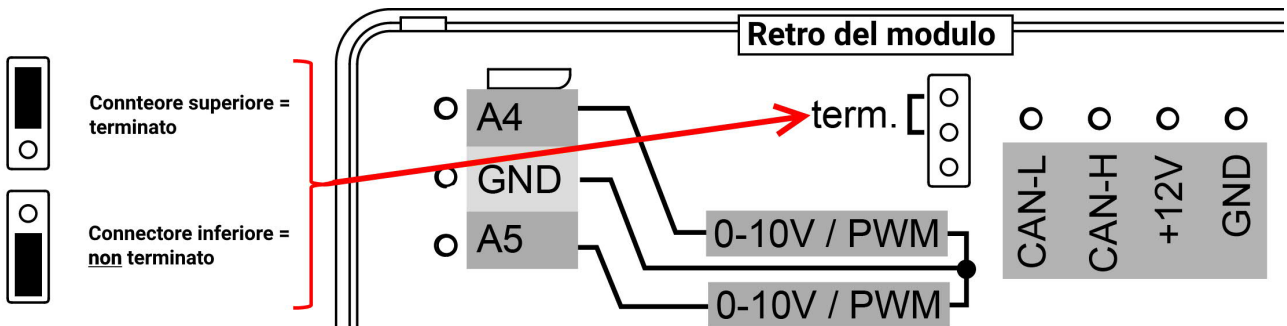 Retro del modulo
Connteore superiore =
terminato
Connectore inferiore =
non terminato
A4
GND
A5
term.
0-10V / PWM
0-10V / PWM
CAN-L
CAN-H
+12V
GND